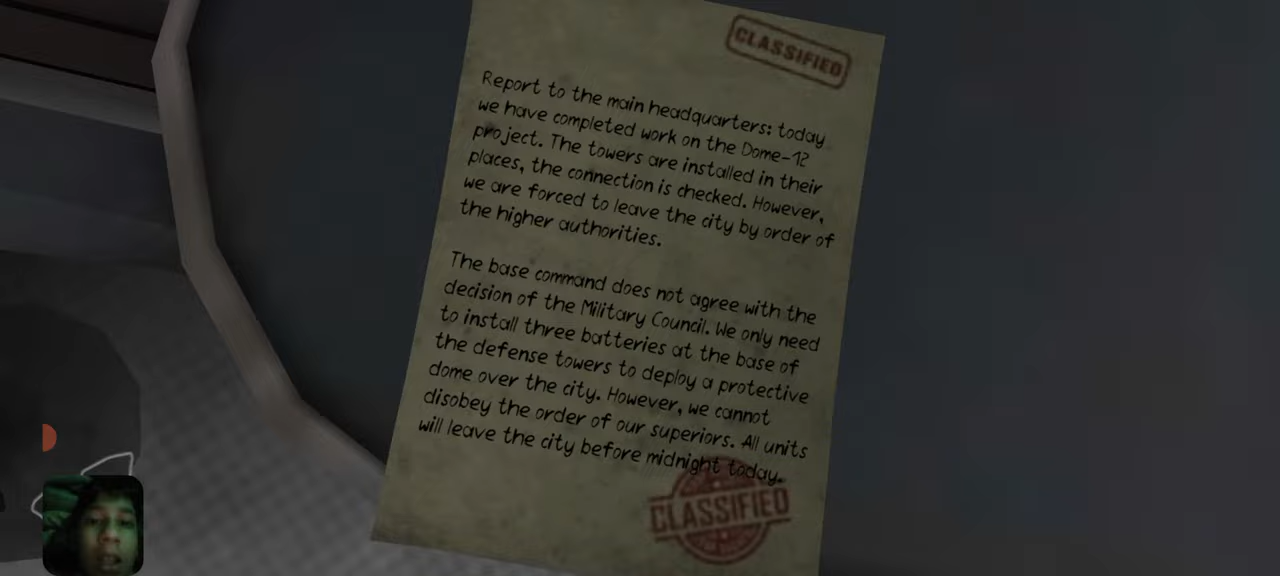 CLASSIFIED
Report to the main headquarters: today
we have completed work on the Dome-12
project. The towers are installed in their
places, the connection is checked. However,
we are forced to leave the city by order of
the higher authorities.
The base command does not agree with the
decision of the Military Council. We only need
to install three batteries at the base of
the defense towers to deploy a protective
dome over the city. However, we cannot
disobey the order of our superiors. All units
will leave the city before midnight today.
CLASSIFIED